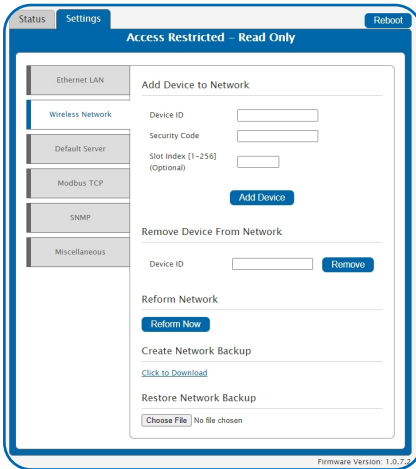 Status Settings Reboot
Access Restricted – Read Only
Ethernet LAN
Wireless Network
Default Server
Modbus TCP
SNMP
Miscellaneous
Add Device to Network
Device ID
Security Code
Slot Index [1-256]
(Optional)
Add Device
Remove Device From Network
Device ID Remove
Reform Network
Reform Now
Create Network Backup
Click to Download
Restore Network Backup
Choose File No file chosen
Firmware Version: 1.0.7.2